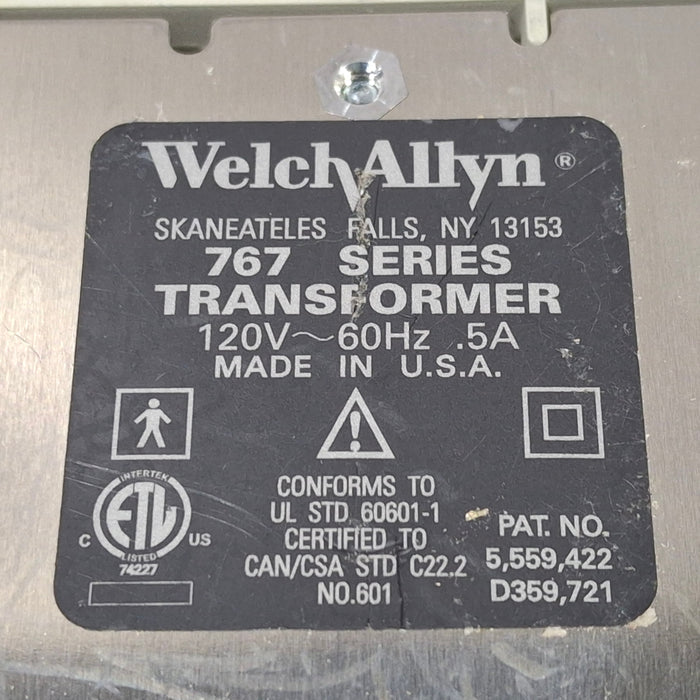 WelchAllyn ®
SKANEATELES FALLS, NY 13153
767 SERIES
TRANSFORMER
120V~60Hz .5A
MADE IN U.S.A.
INTERTEK
ETL
C US
LISTED
74227
CONFORMS TO
UL STD 60601-1
CERTIFIED TO
CAN/CSA STD C22.2
NO.601
PAT. NO.
5,559,422
D359,721